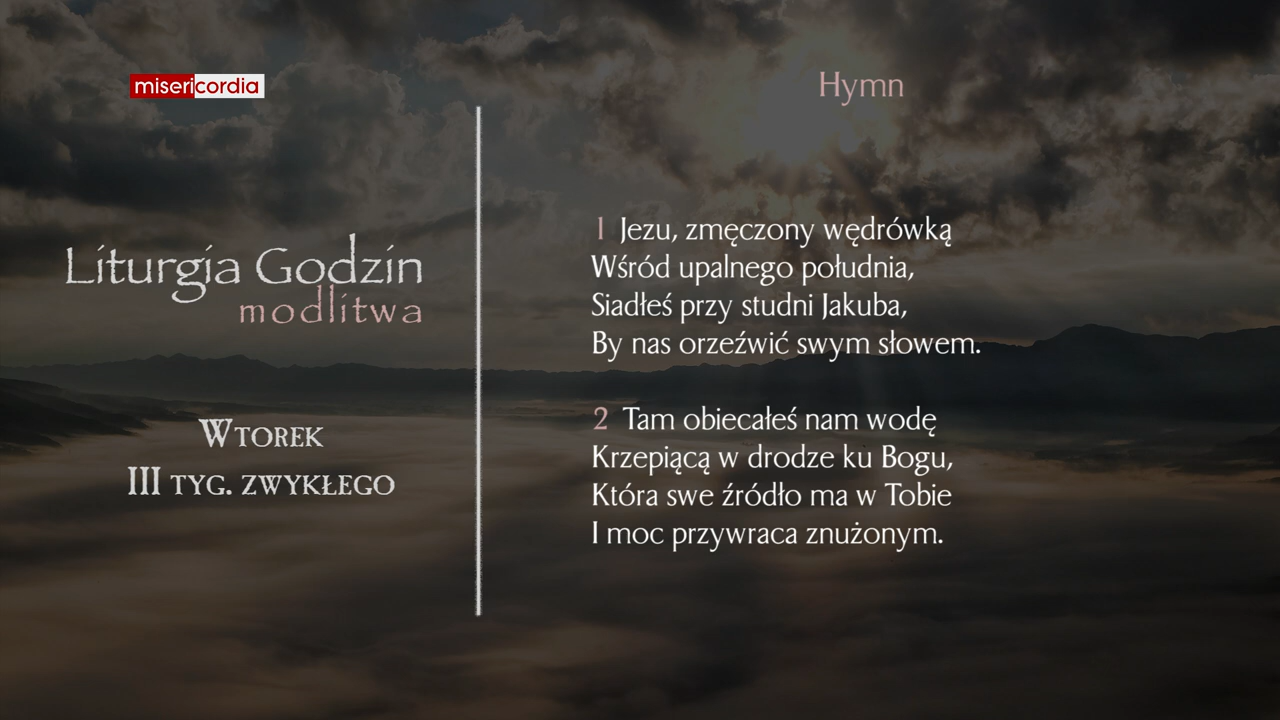 misericordia
Liturgia Godzin
modlitwa
Wtorek
III tyg. zwykłego
Hymn
1 Jezu, zmęczony wędrówką
Wśród upalnego południa,
Siadłeś przy studni Jakuba,
By nas orzeźwić swym słowem.
2 Tam obiecałeś nam wodę
Krzepiącą w drodze ku Bogu,
Która swe źródło ma w Tobie
I moc przywraca znużonym.